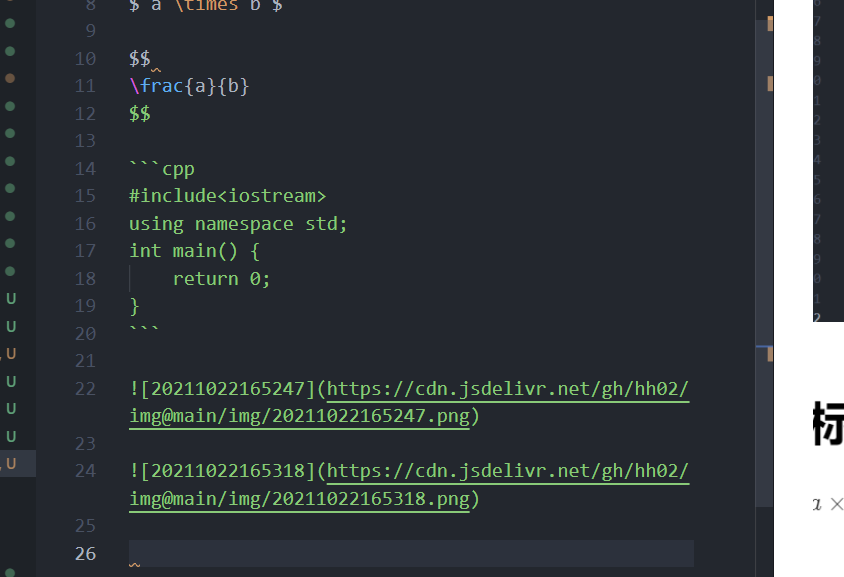 8 $ a \times b $
9
10 $$
11 \frac{a}{b}
12 $$
13
14 ```cpp
15 #include<iostream>
16 using namespace std;
17 int main() {
18     return 0;
19 }
20 ```
21
22 ![20211022165247](https://cdn.jsdelivr.net/gh/hh02/
img@main/img/20211022165247.png)
23
24 ![20211022165318](https://cdn.jsdelivr.net/gh/hh02/
img@main/img/20211022165318.png)
25
26
U
U
U
U
U
U
U
7
8
9
0
1
2
3
4
5
6
7
8
9
0
1
2
标
a ×